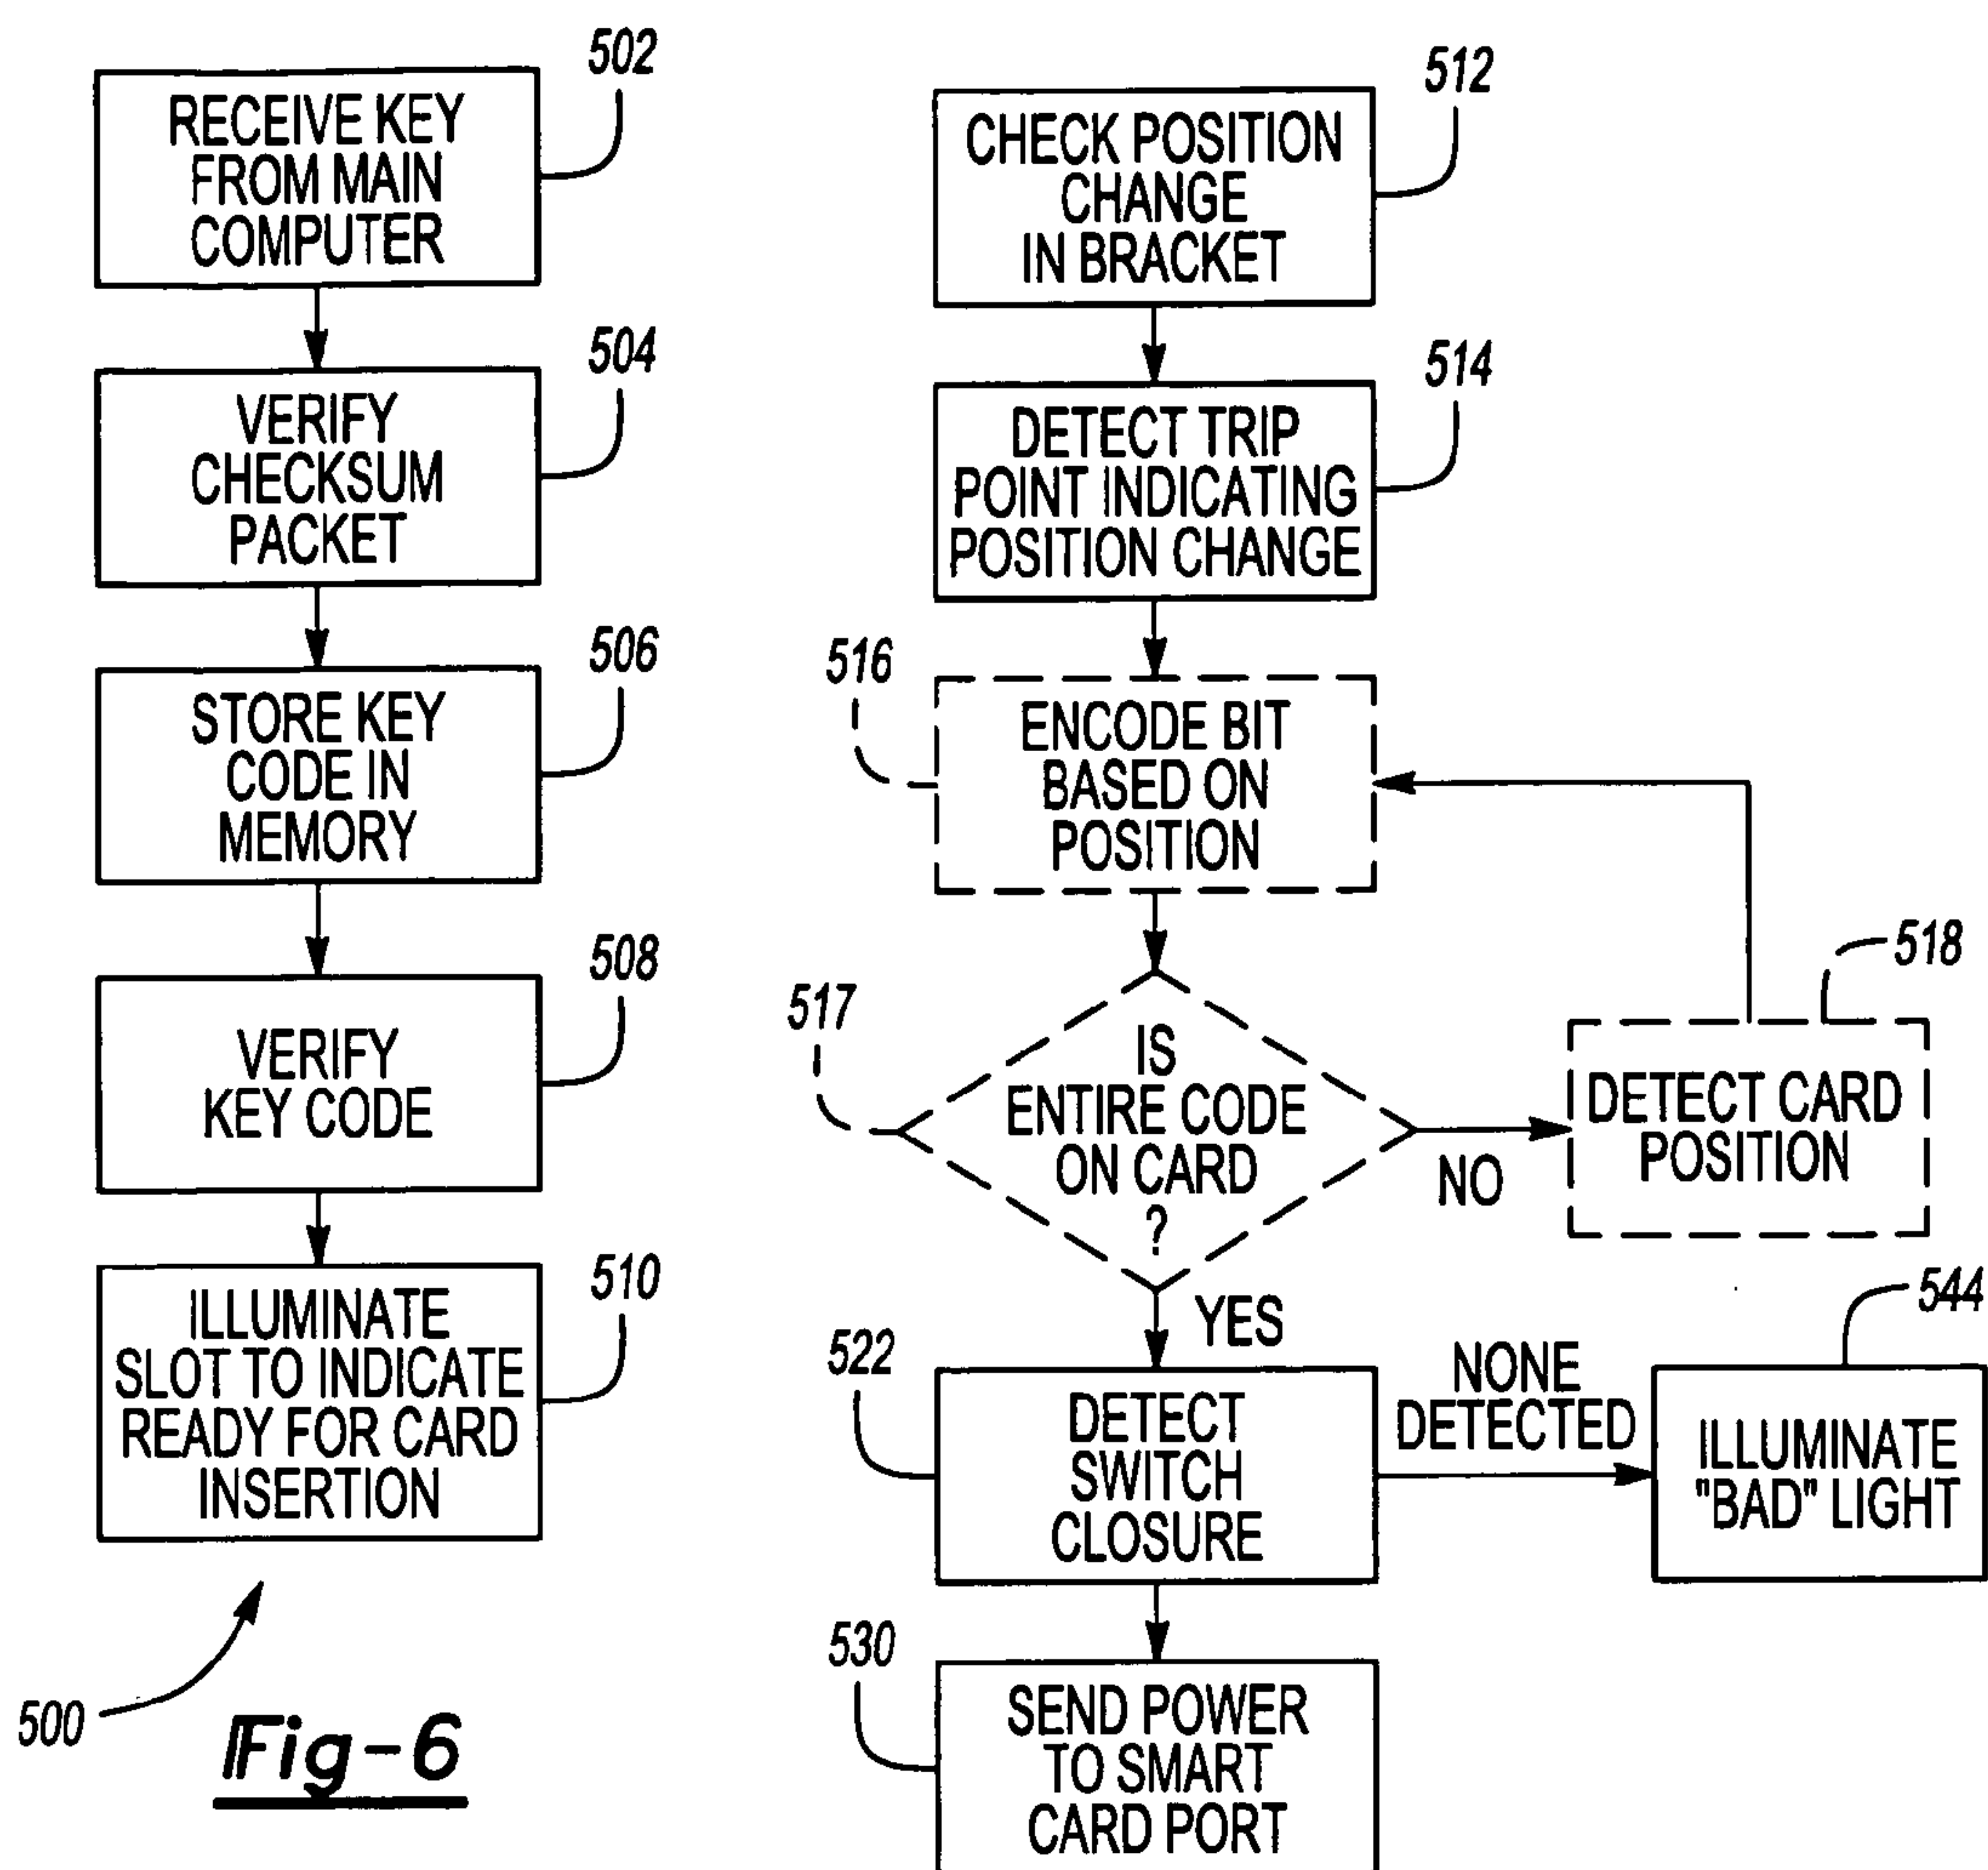 502
RECEIVE KEY
FROM MAIN
COMPUTER
504
VERIFY
CHECKSUM
PACKET
506
STORE KEY
CODE IN
MEMORY
508
VERIFY
KEY CODE
510
ILLUMINATE
SLOT TO INDICATE
READY FOR CARD
INSERTION
500
Fig-6
512
CHECK POSITION
CHANGE
IN BRACKET
514
DETECT TRIP
POINT INDICATING
POSITION CHANGE
516
ENCODE BIT
BASED ON
POSITION
517
IS
ENTIRE CODE
ON CARD
?
NO
518
DETECT CARD
POSITION
YES
522
DETECT
SWITCH
CLOSURE
NONE
DETECTED
544
ILLUMINATE
"BAD" LIGHT
530
SEND POWER
TO SMART
CARD PORT